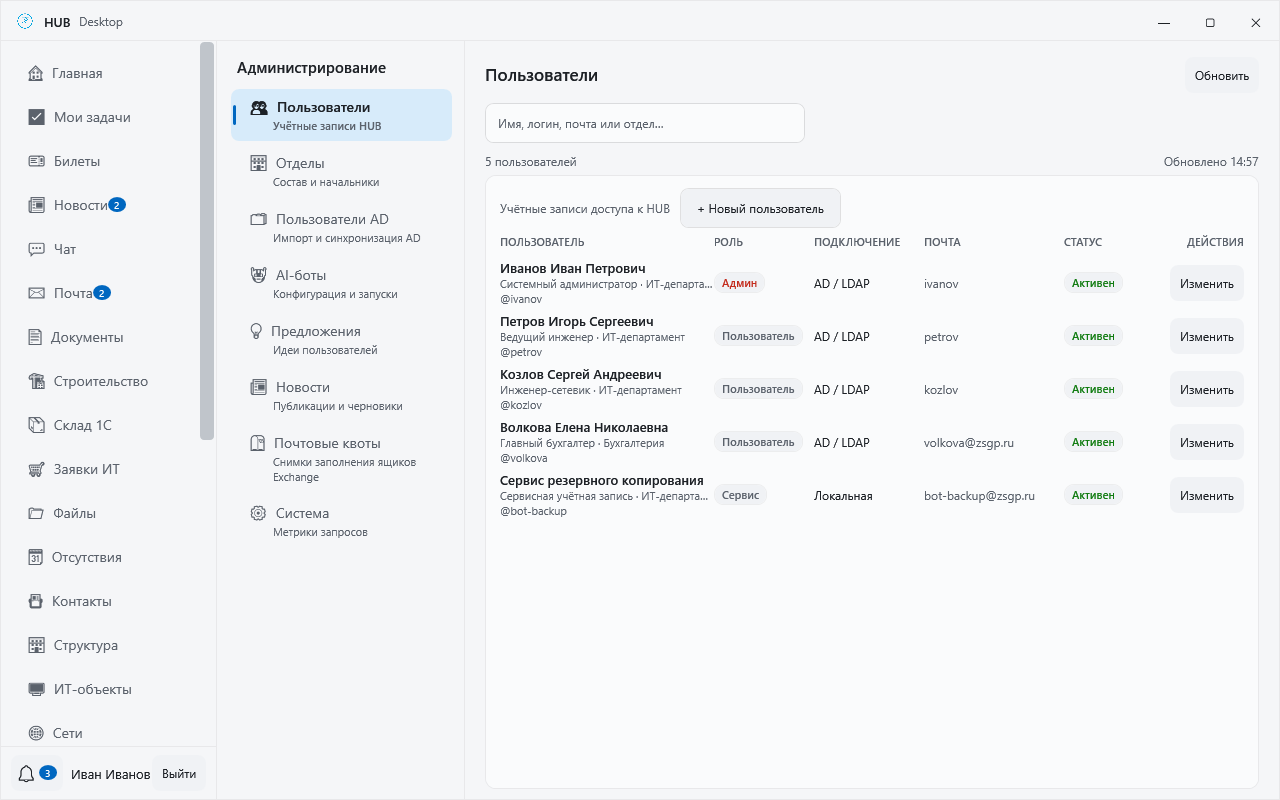 HUB Desktop
Главная
Мои задачи
Билеты
Новости 2
Чат
Почта 2
Документы
Строительство
Склад 1С
Заявки ИТ
Файлы
31
Отсутствия
Контакты
Структура
ИТ-объекты
Сети
3 Иван Иванов Выйти
Администрирование
Пользователи
Учётные записи HUB
Отделы
Состав и начальники
Пользователи AD
Импорт и синхронизация AD
AI-боты
Конфигурация и запуски
Предложения
Идеи пользователей
Новости
Публикации и черновики
Почтовые квоты
Снимки заполнения ящиков
Exchange
Система
Метрики запросов
Пользователи Обновить
Имя, логин, почта или отдел...
5 пользователей Обновлено 14:57
Учётные записи доступа к HUB + Новый пользователь
ПОЛЬЗОВАТЕЛЬ РОЛЬ ПОДКЛЮЧЕНИЕ ПОЧТА СТАТУС ДЕЙСТВИЯ
Иванов Иван Петрович
Системный администратор · ИТ-департа... Админ AD / LDAP ivanov Активен Изменить
@ivanov
Петров Игорь Сергеевич
Ведущий инженер · ИТ-департамент Пользователь AD / LDAP petrov Активен Изменить
@petrov
Козлов Сергей Андреевич
Инженер-сетевик · ИТ-департамент Пользователь AD / LDAP kozlov Активен Изменить
@kozlov
Волкова Елена Николаевна
Главный бухгалтер · Бухгалтерия Пользователь AD / LDAP volkova@zsgp.ru Активен Изменить
@volkova
Сервис резервного копирования
Сервисная учётная запись · ИТ-департа... Сервис Локальная bot-backup@zsgp.ru Активен Изменить
@bot-backup